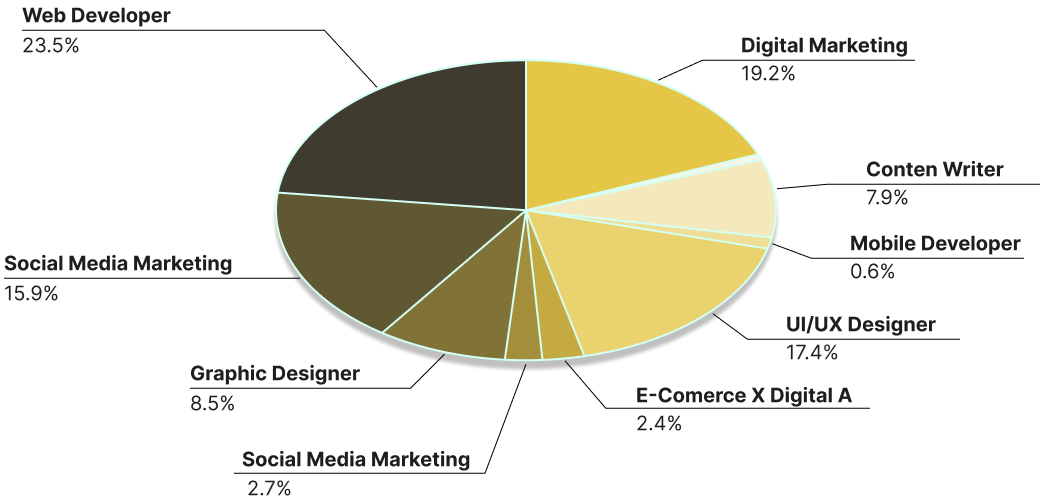 Web Developer
23.5%
Digital Marketing
19.2%
Conten Writer
7.9%
Mobile Developer
0.6%
Social Media Marketing
15.9%
UI/UX Designer
17.4%
Graphic Designer
8.5%
E-Comerce X Digital A
2.4%
Social Media Marketing
2.7%